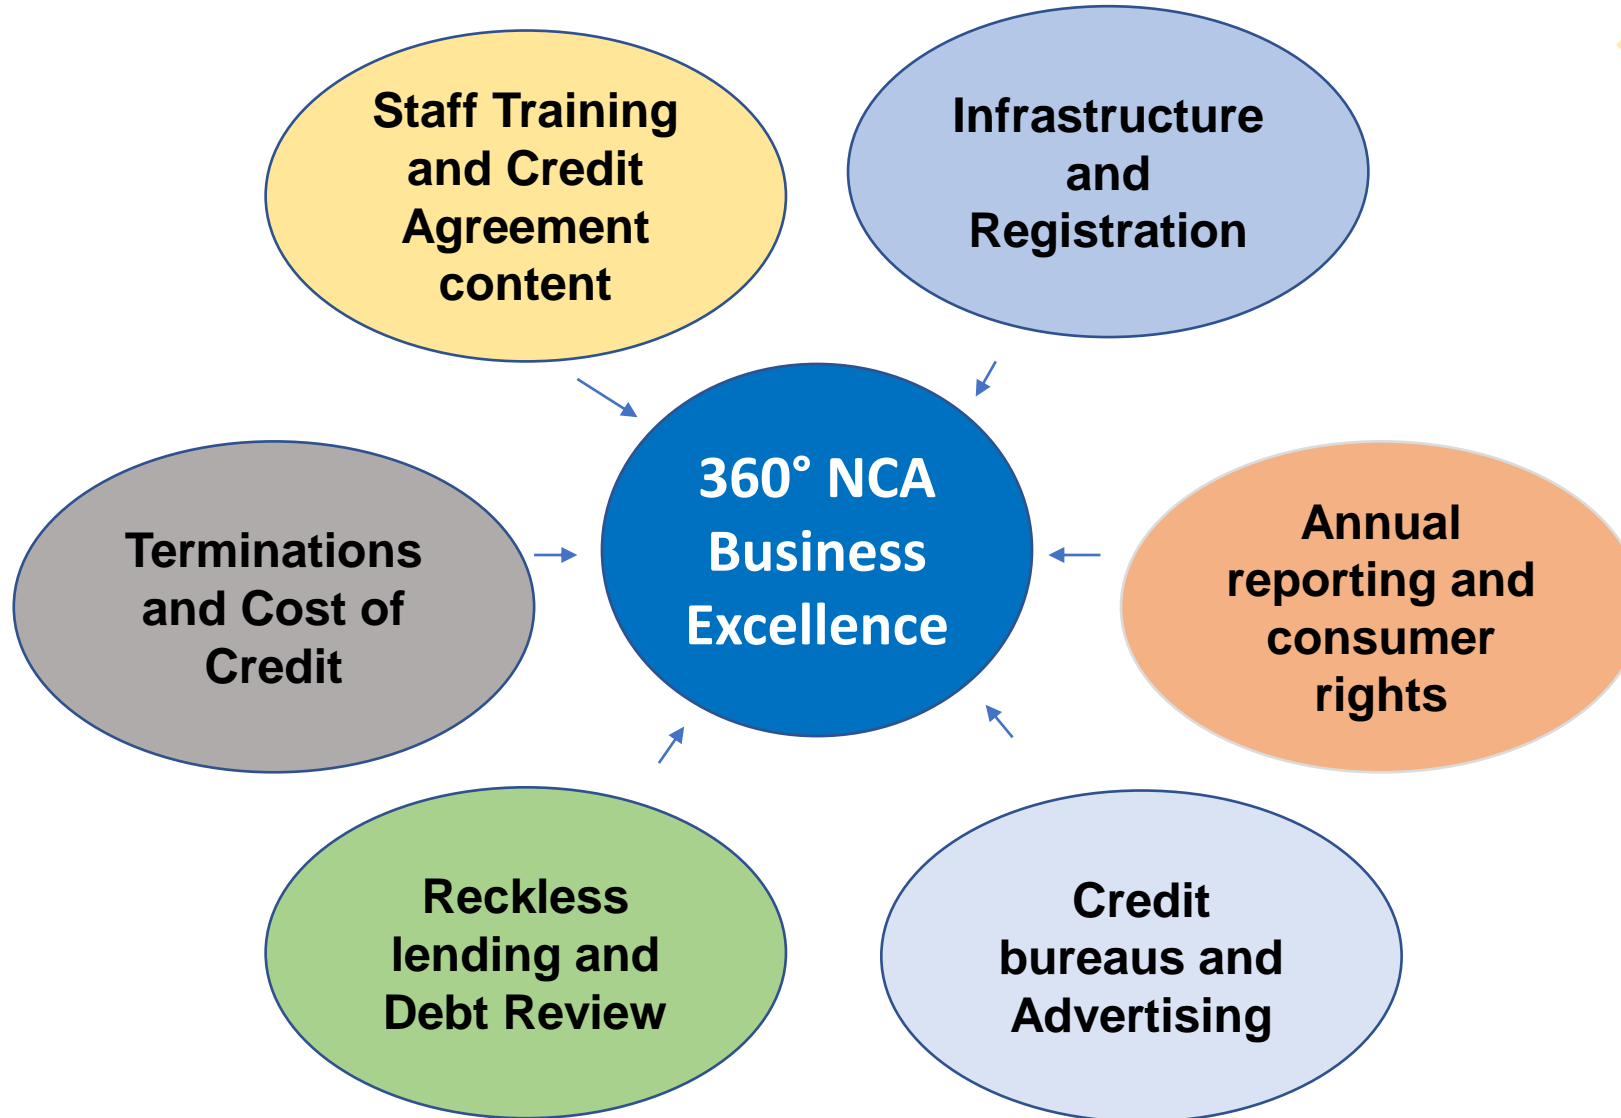 Staff Training
and Credit
Agreement
content
Infrastructure
and
Registration
360° NCA
Business
Excellence
Terminations
and Cost of
Credit
Annual
reporting and
consumer
rights
Reckless
lending and
Debt Review
Credit
bureaus and
Advertising